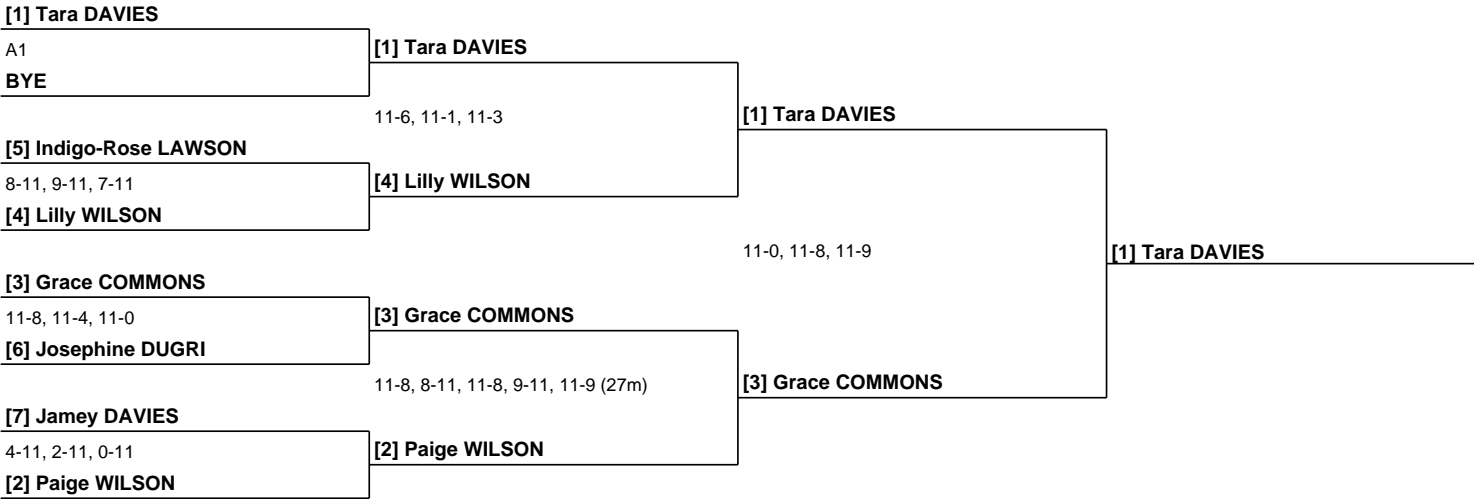 [1] Tara DAVIES
A1
BYE
[5] Indigo-Rose LAWSON
8-11, 9-11, 7-11
[4] Lilly WILSON
[3] Grace COMMONS
11-8, 11-4, 11-0
[6] Josephine DUGRI
[7] Jamey DAVIES
4-11, 2-11, 0-11
[2] Paige WILSON
[1] Tara DAVIES
11-6, 11-1, 11-3
[4] Lilly WILSON
[3] Grace COMMONS
11-8, 8-11, 11-8, 9-11, 11-9 (27m)
[2] Paige WILSON
[1] Tara DAVIES
11-0, 11-8, 11-9
[3] Grace COMMONS
[1] Tara DAVIES